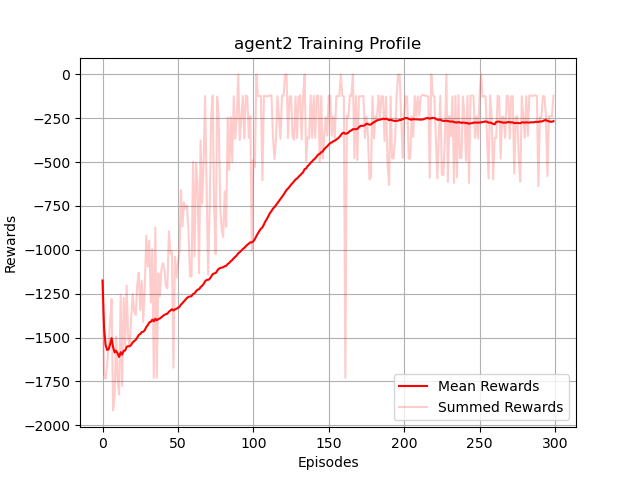 agent2 Training Profile
Rewards
0
−250
−500
−750
−1000
−1250
−1500
−1750
−2000
Mean Rewards
Summed Rewards
0 50 100 150 200 250 300
Episodes